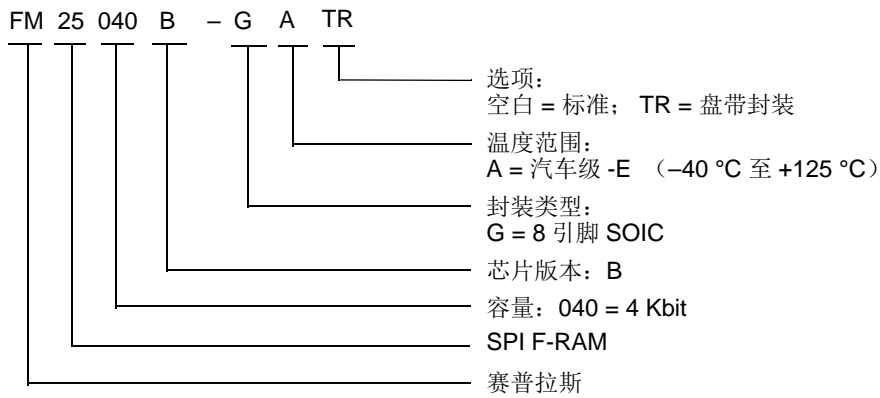 FM 25 040 B – G A TR
选项：
空白 = 标准； TR = 盘带封装
温度范围：
A = 汽车级 -E （–40 °C 至 +125 °C）
封装类型：
G = 8 引脚 SOIC
芯片版本：B
容量：040 = 4 Kbit
SPI F-RAM
赛普拉斯